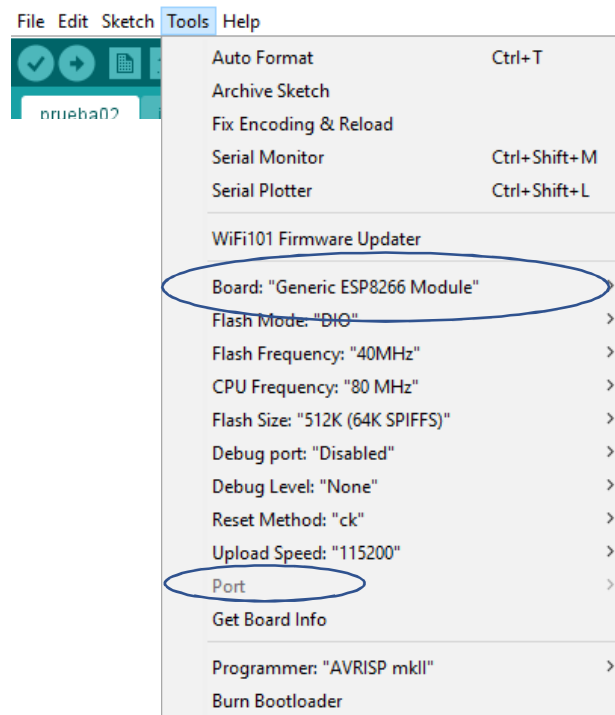 File Edit Sketch Tools Help
prueba02
Auto Format Ctrl+T
Archive Sketch
Fix Encoding & Reload
Serial Monitor Ctrl+Shift+M
Serial Plotter Ctrl+Shift+L
WiFi101 Firmware Updater
Board: "Generic ESP8266 Module"
Flash Mode: "DIO"
Flash Frequency: "40MHz"
CPU Frequency: "80 MHz"
Flash Size: "512K (64K SPIFFS)"
Debug port: "Disabled"
Debug Level: "None"
Reset Method: "ck"
Upload Speed: "115200"
Port
Get Board Info
Programmer: "AVRISP mkII"
Burn Bootloader